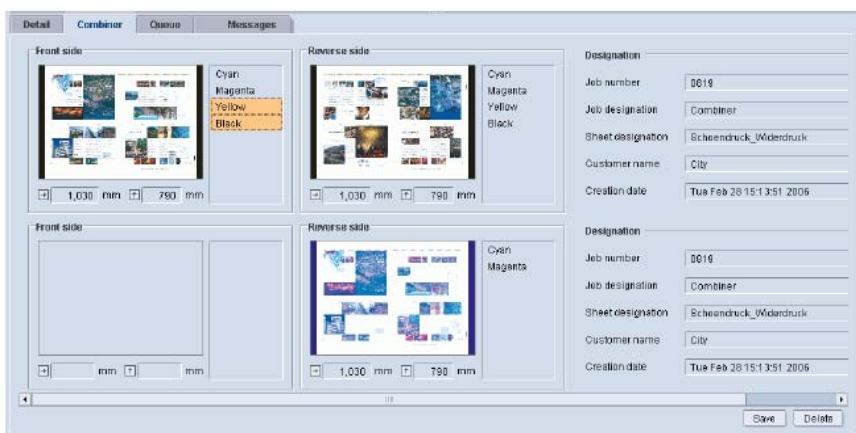 Detail Combiner Queue Messages
Front side
Cyan
Magenta
Yellow
Black
1,030 mm 790 mm
Reverse side
Cyan
Magenta
Yellow
Black
1,030 mm 790 mm
Designation
Job number 0819
Job designation Combiner
Sheet designation Schoendruck_Widerdruck
Customer name City
Creation date Tue Feb 28 15:13:51 2006
Front side
mm mm
Reverse side
Cyan
Magenta
1,030 mm 790 mm
Designation
Job number 0819
Job designation Combiner
Sheet designation Schoendruck_Widerdruck
Customer name City
Creation date Tue Feb 28 15:13:51 2006
Save Delete